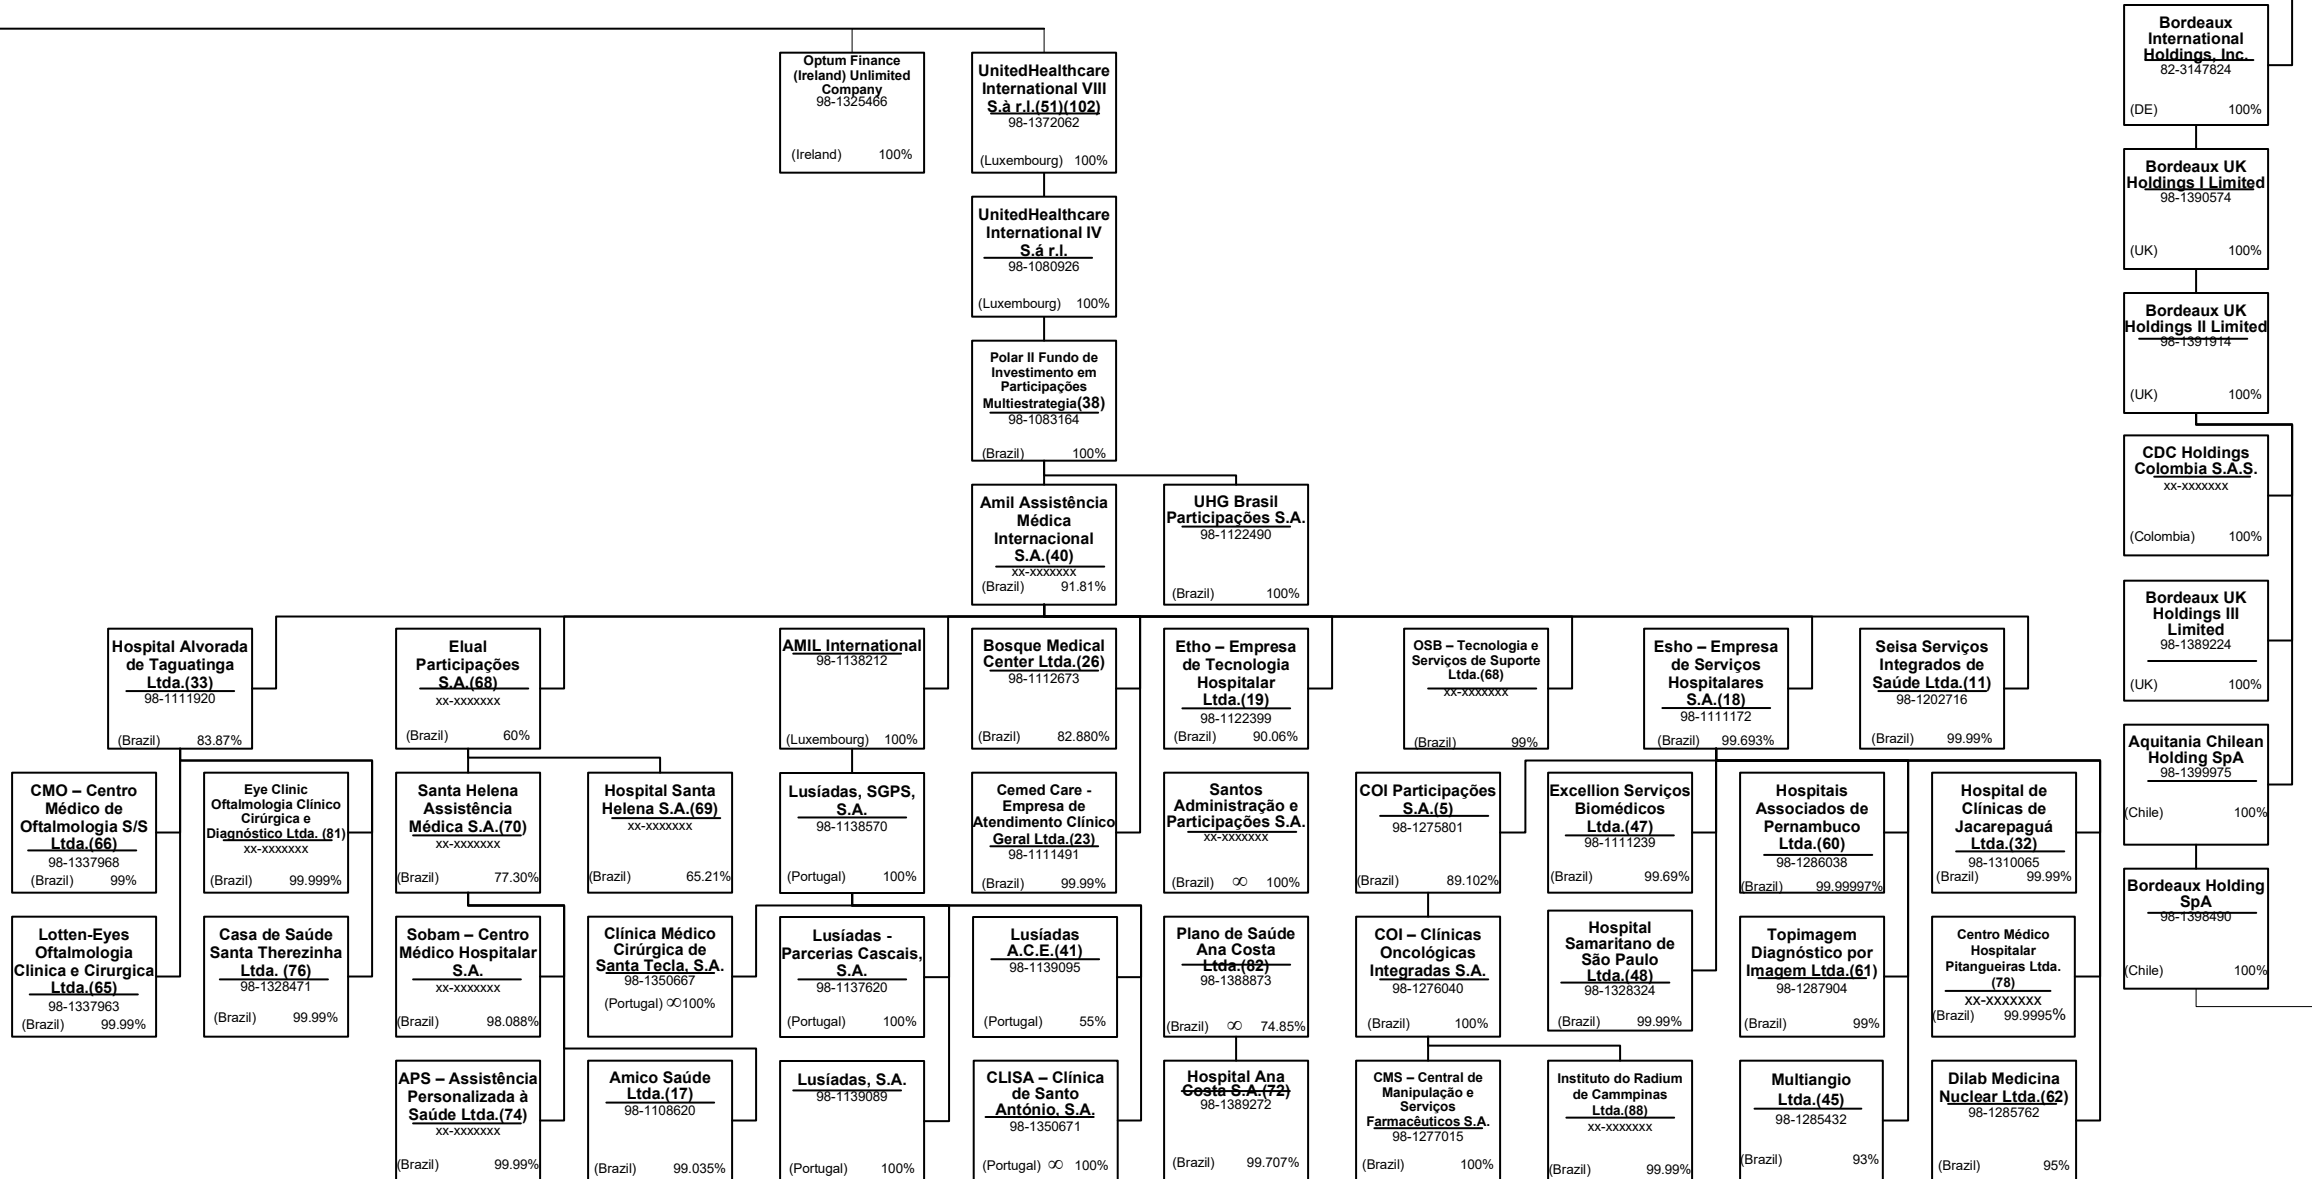 Optum Finance
(Ireland) Unlimited
Company
98-1325466
(Ireland) 100%
UnitedHealthcare
International VIII
S.à r.l.(51)(102)
98-1372062
(Luxembourg) 100%
Bordeaux
International
Holdings, Inc.
82-3147824
(DE) 100%
UnitedHealthcare
International IV
S.á r.l.
98-1080926
(Luxembourg) 100%
Bordeaux UK
Holdings I Limited
98-1390574
(UK) 100%
Polar II Fundo de
Investimento em
Participações
Multiestrategia(38)
98-1083164
(Brazil) 100%
Bordeaux UK
Holdings II Limited
98-1391914
(UK) 100%
Amil Assistência
Médica
Internacional
S.A.(40)
xx-xxxxxxx
(Brazil) 91.81%
UHG Brasil
Participações S.A.
98-1122490
(Brazil) 100%
CDC Holdings
Colombia S.A.S.
xx-xxxxxxx
(Colombia) 100%
Hospital Alvorada
de Taguatinga
Ltda.(33)
98-1111920
(Brazil) 83.87%
Elual
Participações
S.A.(68)
xx-xxxxxxx
(Brazil) 60%
AMIL International
98-1138212
(Luxembourg) 100%
Bosque Medical
Center Ltda.(26)
98-1112673
(Brazil) 82.880%
Etho – Empresa
de Tecnologia
Hospitalar
Ltda.(19)
98-1122399
(Brazil) 90.06%
OSB – Tecnologia e
Serviços de Suporte
Ltda.(68)
xx-xxxxxxx
(Brazil) 99%
Esho – Empresa
de Serviços
Hospitalares
S.A.(18)
98-1111172
(Brazil) 99.693%
Seisa Serviços
Integrados de
Saúde Ltda.(11)
98-1202716
(Brazil) 99.99%
Bordeaux UK
Holdings III
Limited
98-1389224
(UK) 100%
CMO – Centro
Médico de
Oftalmologia S/S
Ltda.(66)
98-1337968
(Brazil) 99%
Eye Clinic
Oftalmologia Clínico
Cirúrgica e
Diagnóstico Ltda. (81)
xx-xxxxxxx
(Brazil) 99.999%
Santa Helena
Assistência
Médica S.A.(70)
xx-xxxxxxx
(Brazil) 77.30%
Hospital Santa
Helena S.A.(69)
xx-xxxxxxx
(Brazil) 65.21%
Lusíadas, SGPS,
S.A.
98-1138570
(Portugal) 100%
Cemed Care -
Empresa de
Atendimento Clínico
Geral Ltda.(23)
98-1111491
(Brazil) 99.99%
Santos
Administração e
Participações S.A.
xx-xxxxxxx
(Brazil) ∞ 100%
COI Participações
S.A.(5)
98-1275801
(Brazil) 89.102%
Excellion Serviços
Biomédicos
Ltda.(47)
98-1111239
(Brazil) 99.69%
Hospitais
Associados de
Pernambuco
Ltda.(60)
98-1286038
(Brazil) 99.99997%
Hospital de
Clínicas de
Jacarepaguá
Ltda.(32)
98-1310065
(Brazil) 99.99%
Aquitania Chilean
Holding SpA
98-1399975
(Chile) 100%
Lotten-Eyes
Oftalmologia
Clinica e Cirurgica
Ltda.(65)
98-1337963
(Brazil) 99.99%
Casa de Saúde
Santa Therezinha
Ltda. (76)
98-1328471
(Brazil) 99.99%
Sobam – Centro
Médico Hospitalar
S.A.
xx-xxxxxxx
(Brazil) 98.088%
Clínica Médico
Cirúrgica de
Santa Tecla, S.A.
98-1350667
(Portugal) ∞100%
Lusíadas -
Parcerias Cascais,
S.A.
98-1137620
(Portugal) 100%
Lusíadas
A.C.E.(41)
98-1139095
(Portugal) 55%
Plano de Saúde
Ana Costa
Ltda.(82)
98-1388873
(Brazil) ∞ 74.85%
COI – Clínicas
Oncológicas
Integradas S.A.
98-1276040
(Brazil) 100%
Hospital
Samaritano de
São Paulo
Ltda.(48)
98-1328324
(Brazil) 99.99%
Topimagem
Diagnóstico por
Imagem Ltda.(61)
98-1287904
(Brazil) 99%
Centro Médico
Hospitalar
Pitangueiras Ltda.
(78)
xx-xxxxxxx
(Brazil) 99.9995%
Bordeaux Holding
SpA
98-1398490
(Chile) 100%
APS – Assistência
Personalizada à
Saúde Ltda.(74)
xx-xxxxxxx
(Brazil) 99.99%
Amico Saúde
Ltda.(17)
98-1108620
(Brazil) 99.035%
Lusíadas, S.A.
98-1139089
(Portugal) 100%
CLISA – Clínica
de Santo
António, S.A.
98-1350671
(Portugal) ∞ 100%
Hospital Ana
Costa S.A.(72)
98-1389272
(Brazil) 99.707%
CMS – Central de
Manipulação e
Serviços
Farmacêuticos S.A.
98-1277015
(Brazil) 100%
Instituto do Radium
de Cammpinas
Ltda.(88)
xx-xxxxxxx
(Brazil) 99.99%
Multiangio
Ltda.(45)
98-1285432
(Brazil) 93%
Dilab Medicina
Nuclear Ltda.(62)
98-1285762
(Brazil) 95%